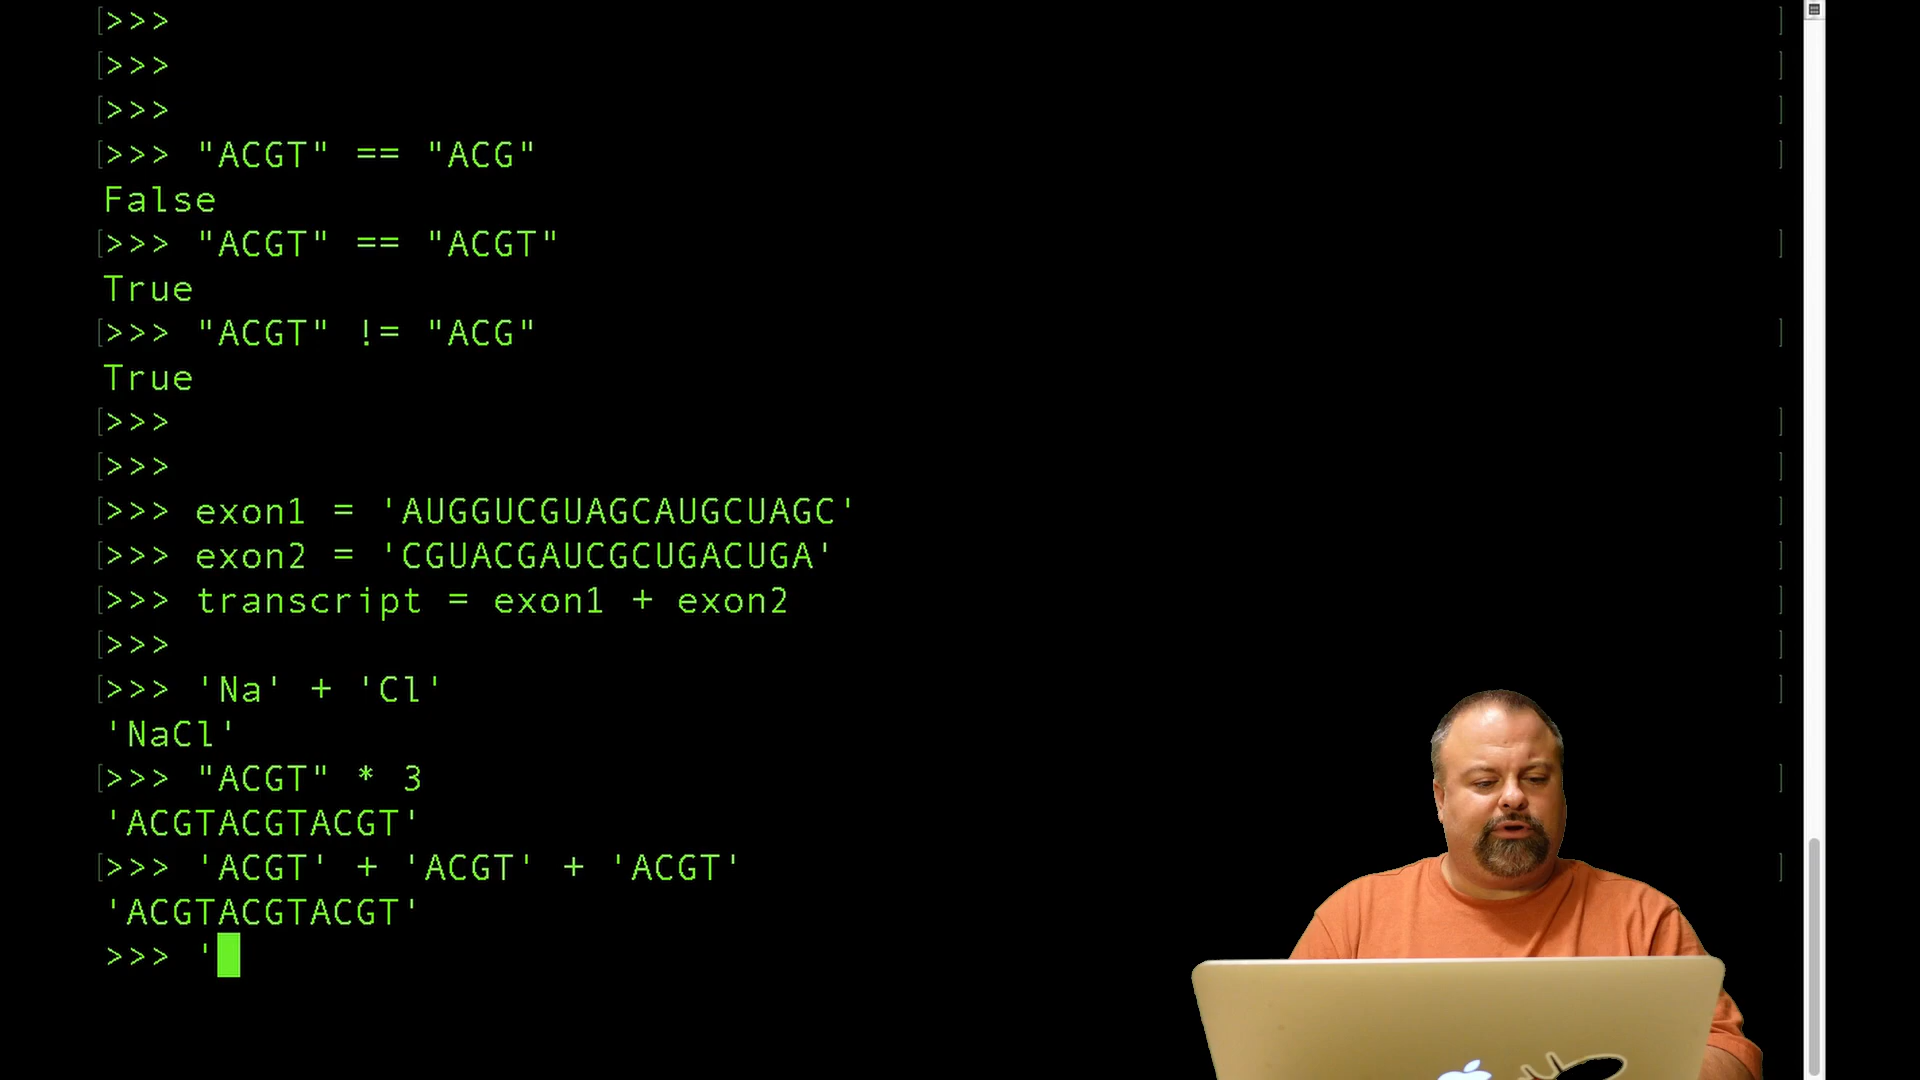 >>>
>>>
>>>
>>> "ACGT" == "ACG"
False
>>> "ACGT" == "ACGT"
True
>>> "ACGT" != "ACG"
True
>>>
>>>
>>> exon1 = 'AUGGUCGUAGCAUGCUAGC'
>>> exon2 = 'CGUACGAUCGCUGACUGA'
>>> transcript = exon1 + exon2
>>>
>>> 'Na' + 'Cl'
'NaCl'
>>> "ACGT" * 3
'ACGTACGTACGT'
>>> 'ACGT' + 'ACGT' + 'ACGT'
'ACGTACGTACGT'
>>> '